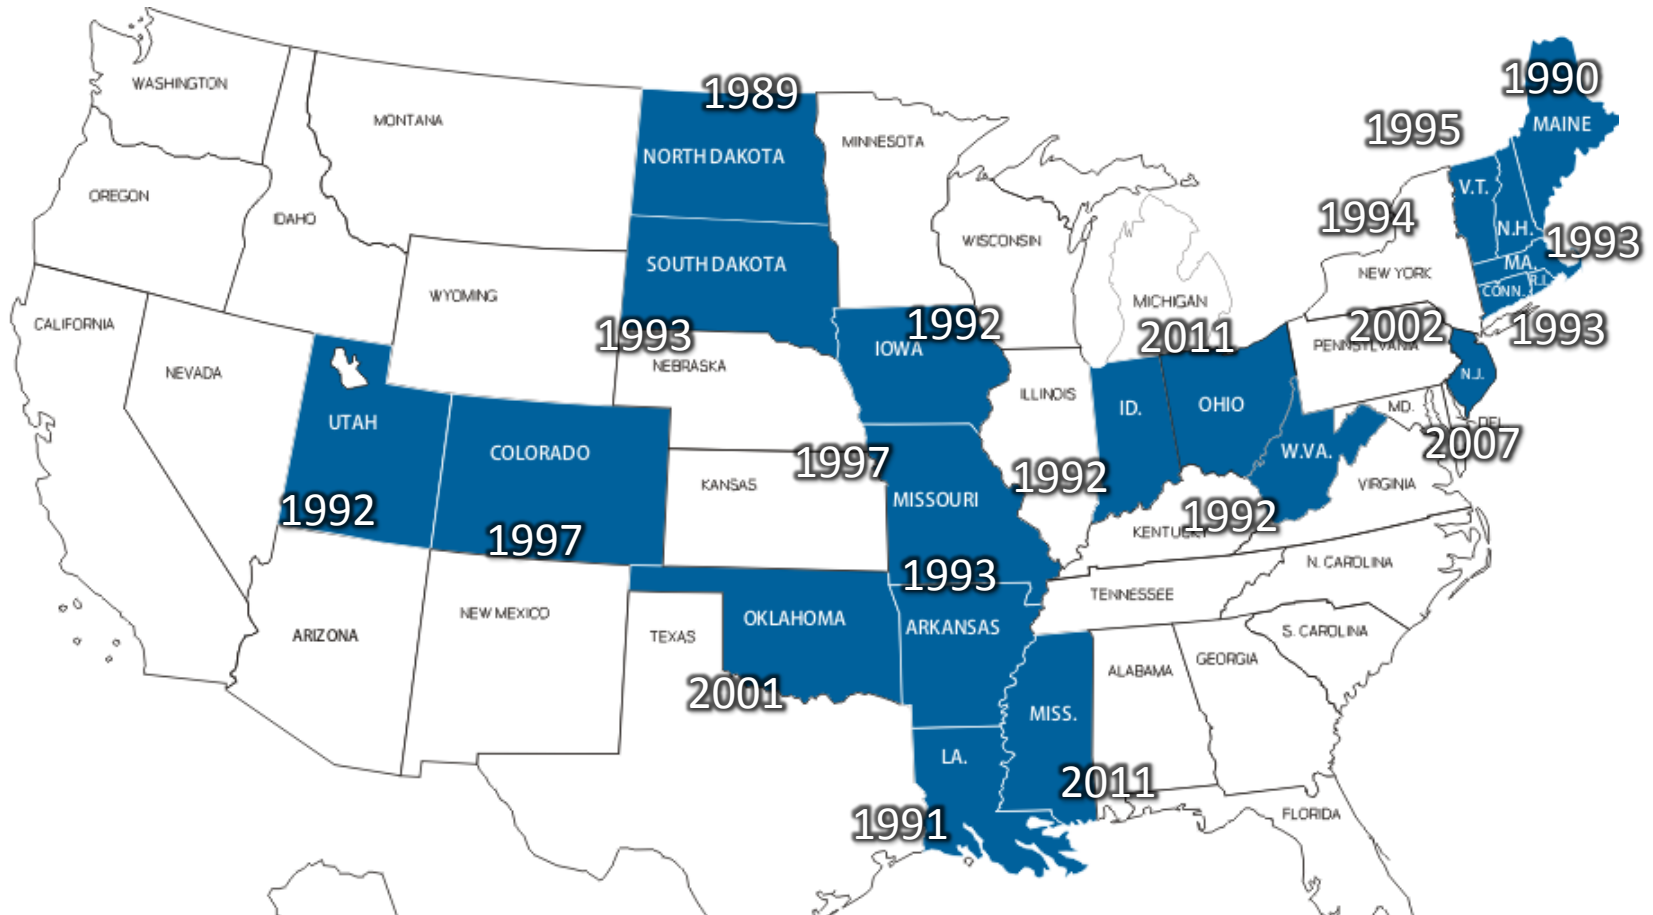 1990
WASHINGTON
1989
MONTANA
MAINE
1995
MINNESOTA
NORTH DAKOTA
V.T.
OREGON
IDAHO
1994
N.H.
WISCONSIN
1993
SOUTH DAKOTA
MA.
NEW YORK
R.I.
CONN.
WYOMING
MICHIGAN
CALIFORNIA
1992
2002
1993
1993
2011
IOWA
PENNSYLVANIA
NEBRASKA
NEVADA
N.J.
ILLINOIS
ID.
OHIO
MD.
UTAH
DEL
2007
COLORADO
W.VA.
1997
1992
KANSAS
VIRGINIA
MISSOURI
1992
1997
1992
KENTUCKY
N. CAROLINA
1993
TENNESSEE
NEW MEXICO
OKLAHOMA
ARKANSAS
S. CAROLINA
ARIZONA
TEXAS
GEORGIA
ALABAMA
2001
MISS.
LA.
2011
FLORIDA
1991